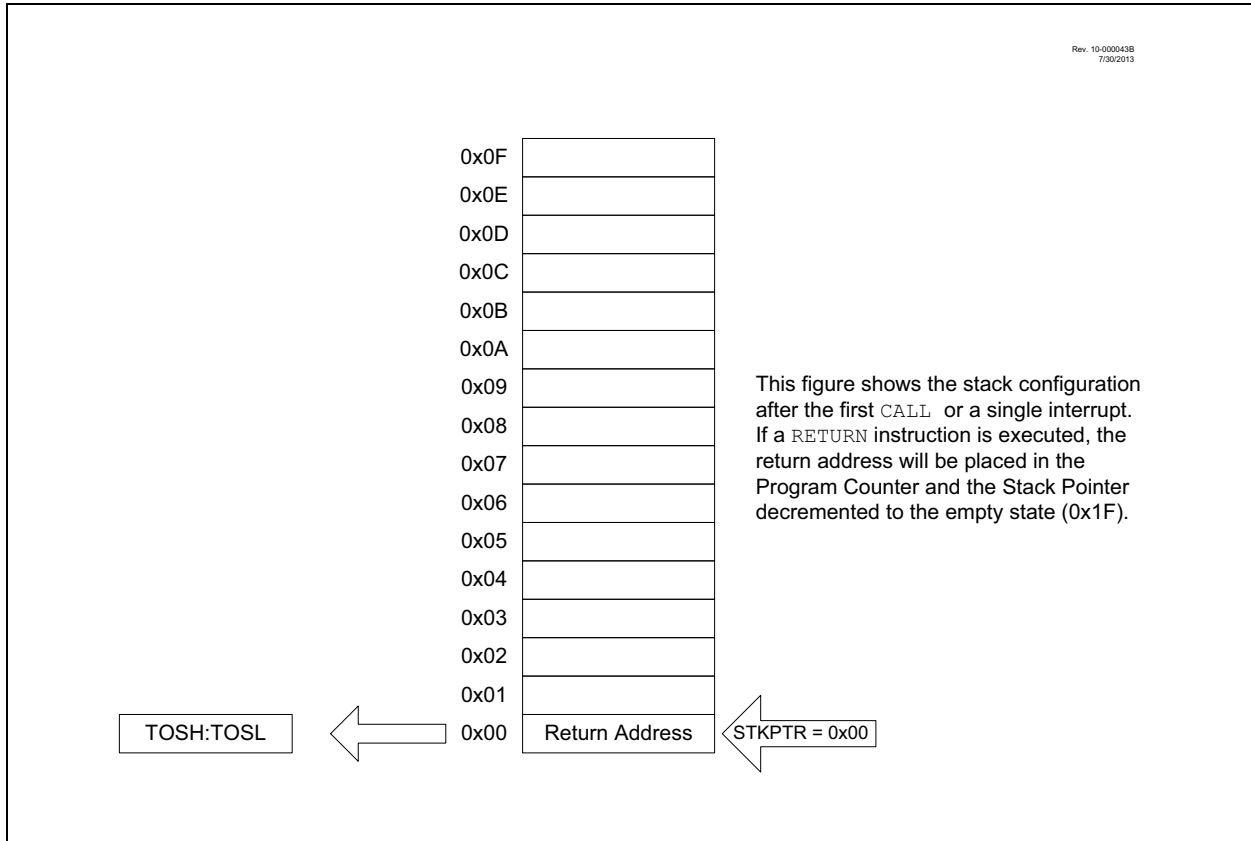 Rev. 10-000043B
7/30/2013
0x0F
0x0E
0x0D
0x0C
0x0B
0x0A
0x09
0x08
0x07
0x06
0x05
0x04
0x03
0x02
0x01
This figure shows the stack configuration
after the first CALL or a single interrupt.
If a RETURN instruction is executed, the
return address will be placed in the
Program Counter and the Stack Pointer
decremented to the empty state (0x1F).
TOSH:TOSL
0x00
Return Address
STKPTR = 0x00